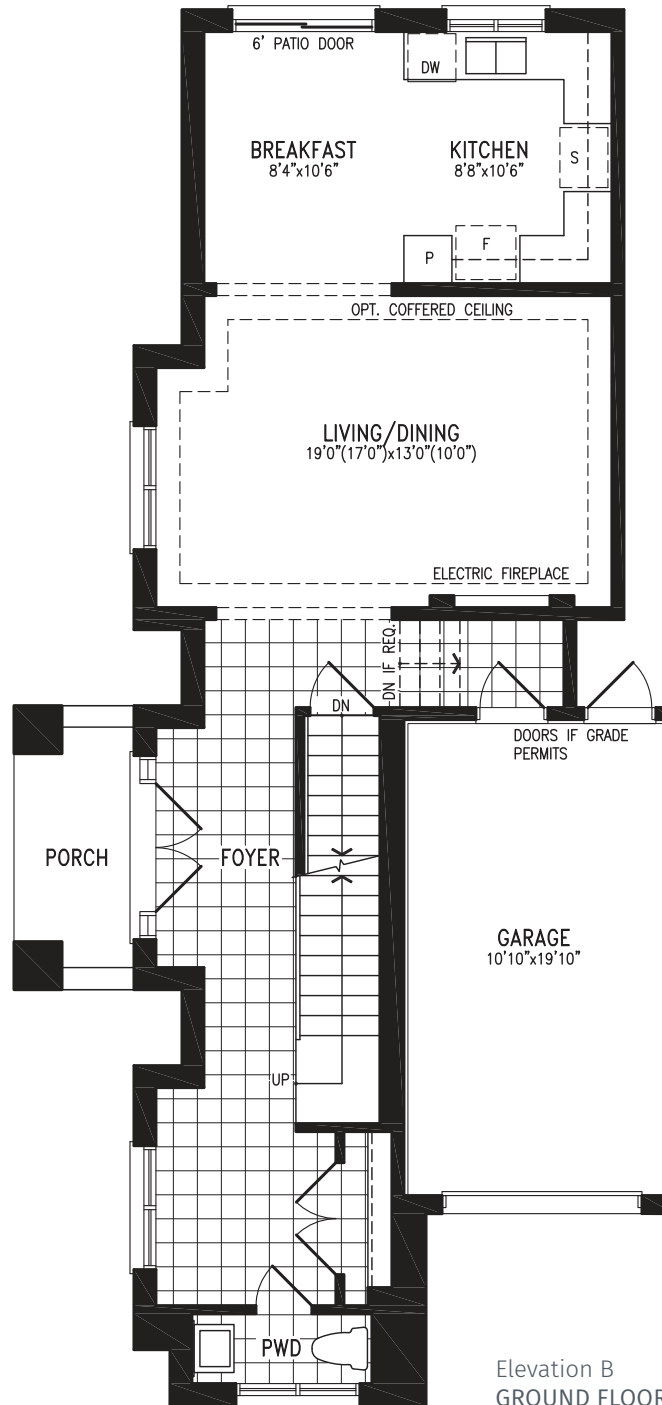 6' PATIO DOOR
DW
BREAKFAST
8'4"x10'6"
KITCHEN
8'8"x10'6"
S
P
F
OPT. COFFERED CEILING
LIVING/DINING
19'0"(17'0")x13'0"(10'0")
ELECTRIC FIREPLACE
DN IF REQ.
DN
DOORS IF GRADE
PERMITS
PORCH
FOYER
GARAGE
10'10"x19'10"
UP
PWD
Elevation B
GROUND FLOOR